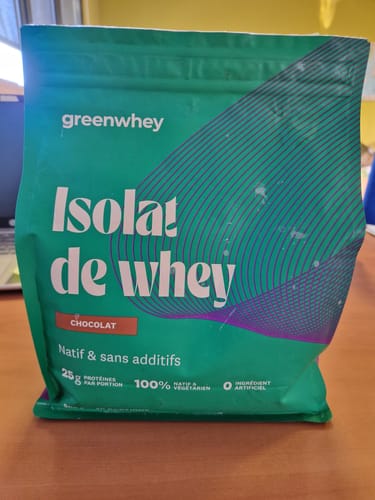 greenwhey
Isolat
de whey
CHOCOLAT
Natif & sans additifs
25g PROTÉINES
PAR PORTION
100% NATIF &
VÉGÉTARIEN
0 INGRÉDIENT
ARTIFICIEL